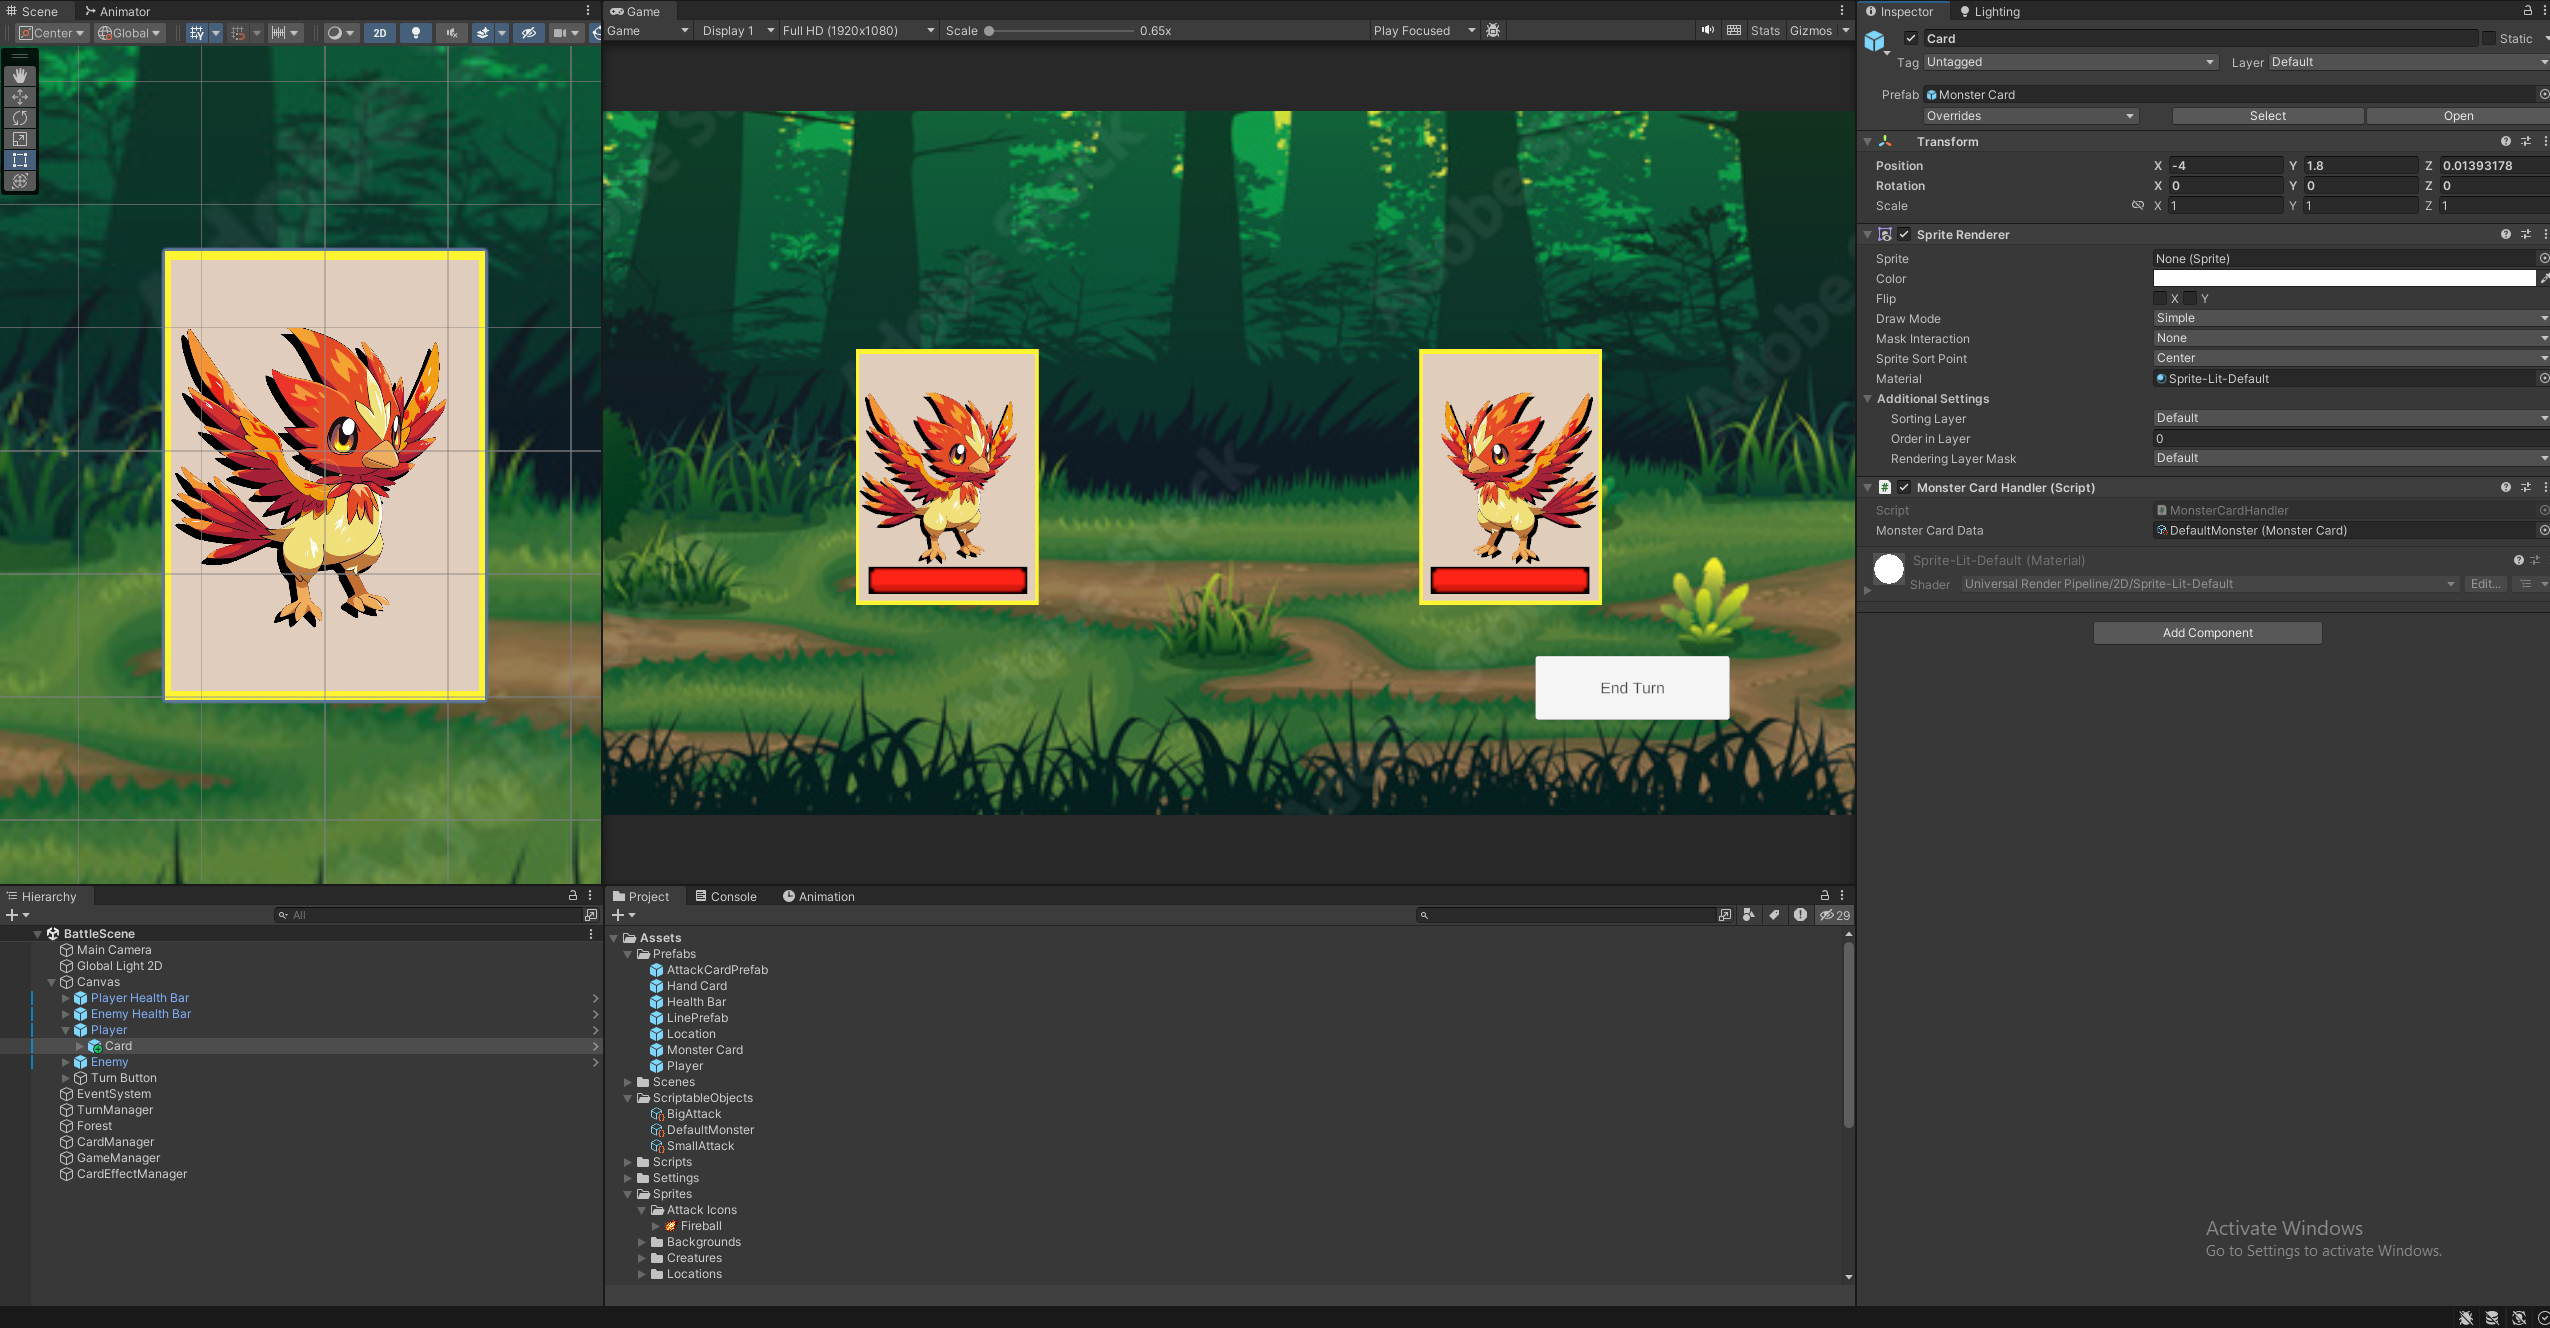 Scene Animator
Center Global 2D
Game
Game Display 1 Full HD (1920x1080) Scale 0.65x Play Focused Stats Gizmos
End Turn
Adobe Stock
Hierarchy
All
BattleScene
Main Camera
Global Light 2D
Canvas
Player Health Bar
Enemy Health Bar
Player
Card
Enemy
Turn Button
EventSystem
TurnManager
Forest
CardManager
GameManager
CardEffectManager
Project Console Animation
29
Assets
Prefabs
AttackCardPrefab
Hand Card
Health Bar
LinePrefab
Location
Monster Card
Player
Scenes
ScriptableObjects
BigAttack
DefaultMonster
SmallAttack
Scripts
Settings
Sprites
Attack Icons
Fireball
Backgrounds
Creatures
Locations
Inspector Lighting
Card Static
Tag Untagged Layer Default
Prefab Monster Card
Overrides Select Open
Transform
Position X -4 Y 1.8 Z 0.01393178
Rotation X 0 Y 0 Z 0
Scale X 1 Y 1 Z 1
Sprite Renderer
Sprite None (Sprite)
Color
Flip X Y
Draw Mode Simple
Mask Interaction None
Sprite Sort Point Center
Material Sprite-Lit-Default
Additional Settings
Sorting Layer Default
Order in Layer 0
Rendering Layer Mask Default
# Monster Card Handler (Script)
Script MonsterCardHandler
Monster Card Data DefaultMonster (Monster Card)
Sprite-Lit-Default (Material)
Shader Universal Render Pipeline/2D/Sprite-Lit-Default Edit...
Add Component
Activate Windows
Go to Settings to activate Windows.